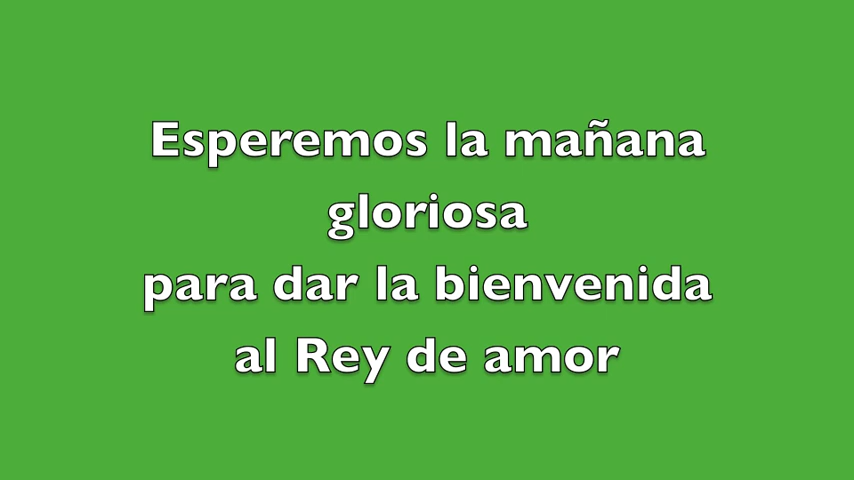 Esperemos la mañana
gloriosa
para dar la bienvenida
al Rey de amor